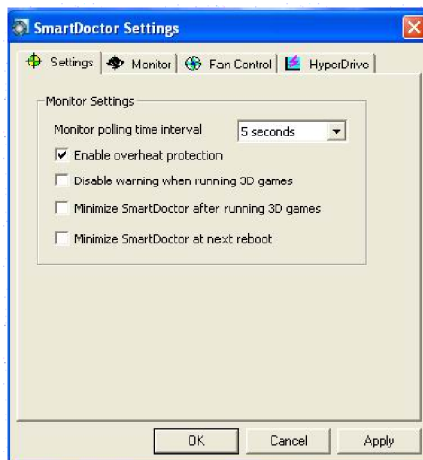 SmartDoctor Settings
Settings Monitor Fan Control HyperDrive
Monitor Settings
Monitor polling time interval 5 seconds
Enable overheat protection
Disable warning when running 3D games
Minimize SmartDoctor after running 3D games
Minimize SmartDoctor at next reboot
OK Cancel Apply